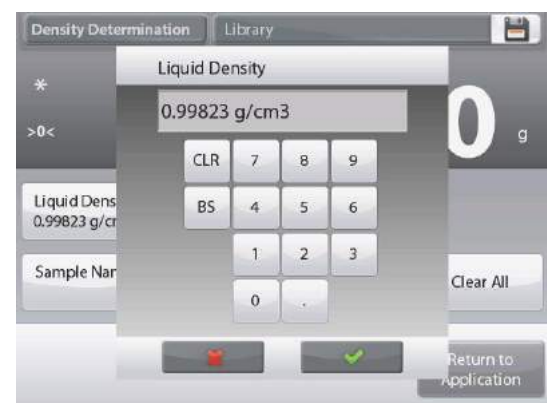 Density Determination
Library
Liquid Density
*
0.99823 g/cm3
>0<
0
g
CLR
7
8
9
Liquid Dens
0.99823 g/cr
BS
4
5
6
1
2
3
Sample Nar
Clear All
0
.
Return to
Application